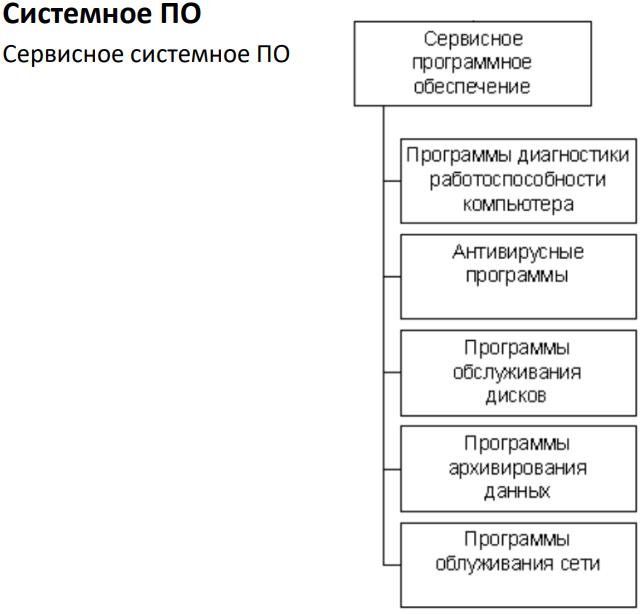 Системное ПО
Сервисное системное ПО
Сервисное
программное
обеспечение
Программы диагностики
работоспособности
компьютера
Антивирусные
программы
Программы
обслуживания
дисков
Программы
архивирования
данных
Программы
облуживания сети